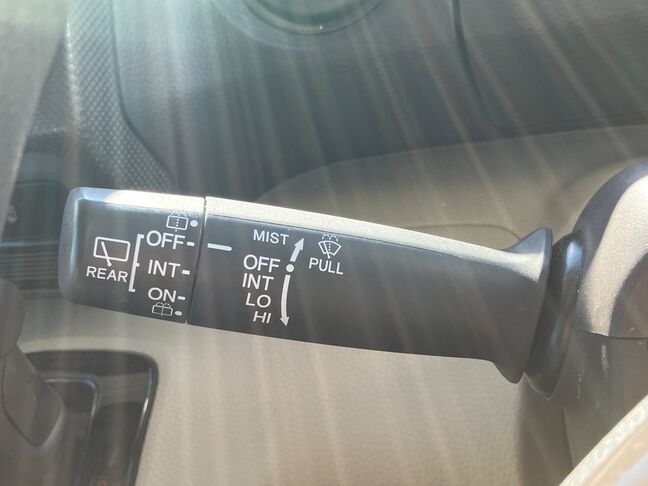 REAR
OFF
INT
ON
MIST
OFF
INT
LO
HI
PULL